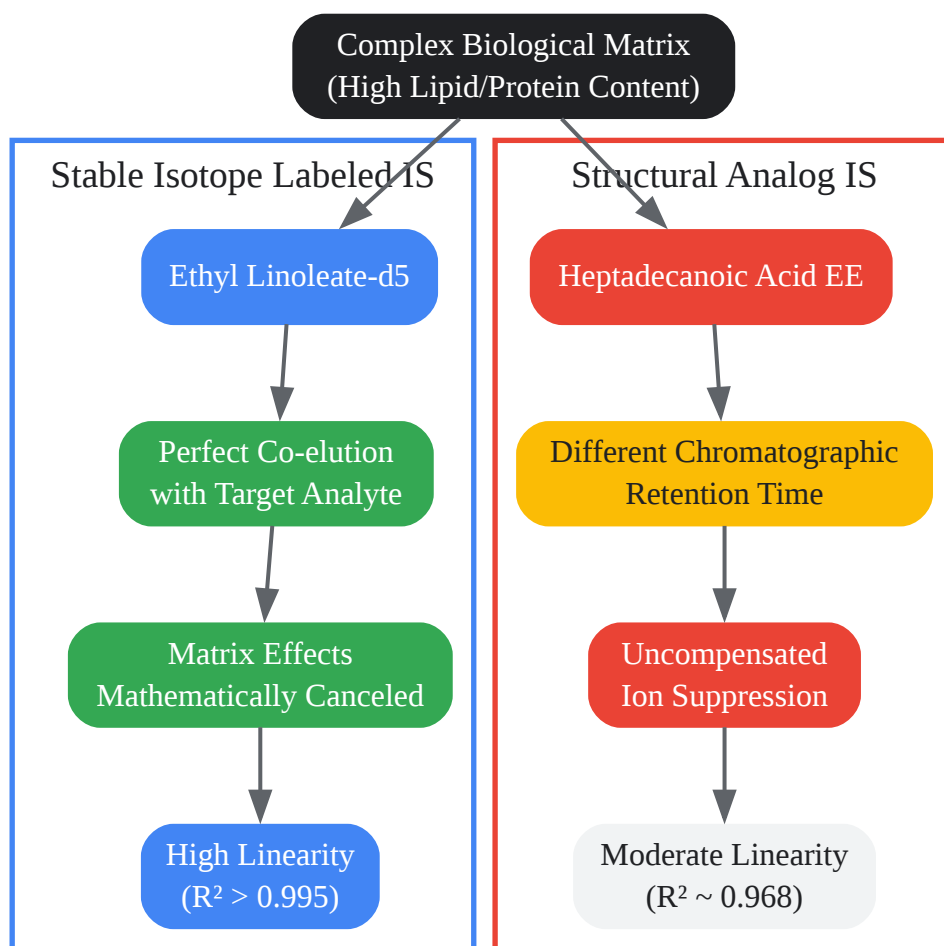 Complex Biological Matrix
(High Lipid/Protein Content)
Stable Isotope Labeled IS
Ethyl Linoleate-d5
Perfect Co-elution
with Target Analyte
Matrix Effects
Mathematically Canceled
High Linearity
(R² > 0.995)
Structural Analog IS
Heptadecanoic Acid EE
Different Chromatographic
Retention Time
Uncompensated
Ion Suppression
Moderate Linearity
(R² ~ 0.968)